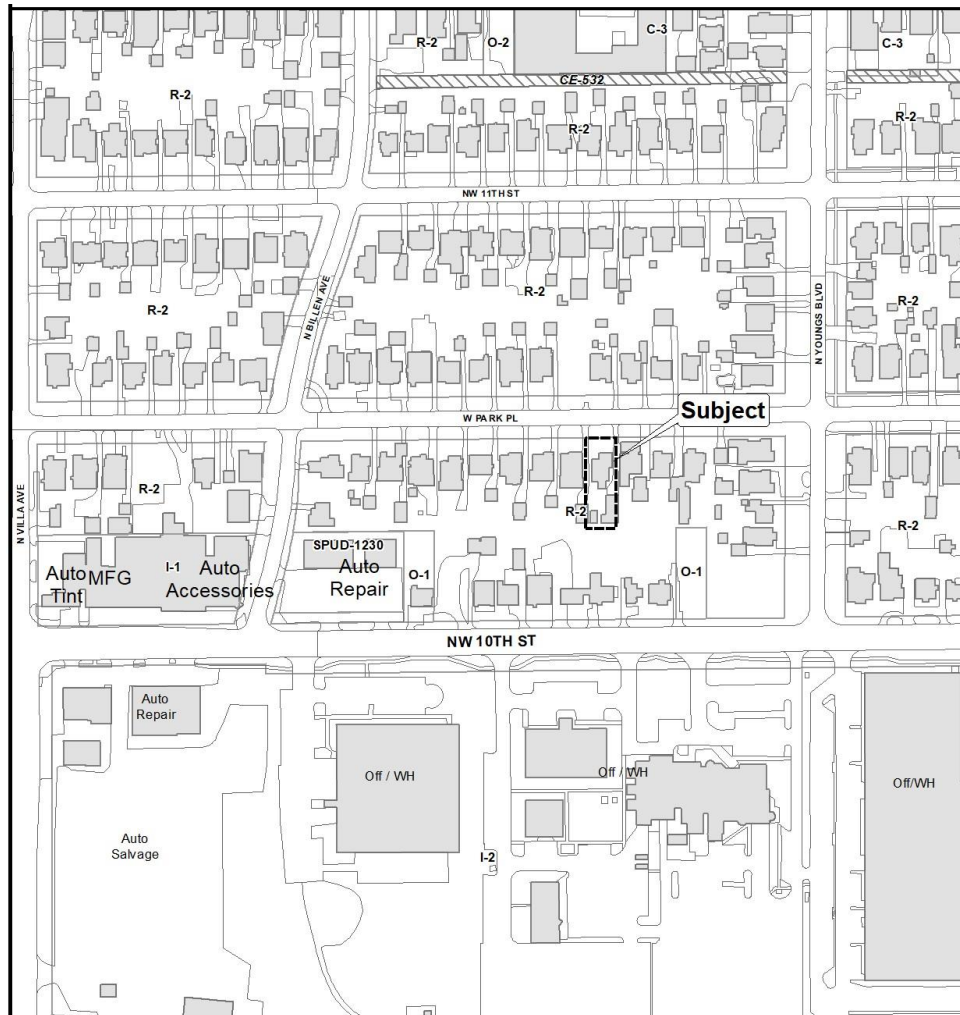 R-2
O-2
C-3
C-3
CE-532
R-2
R-2
R-2
NW 11TH ST
N BILLEN AVE
R-2
R-2
N YOUNGS BLVD
R-2
W PARK PL
Subject
N VILLA AVE
R-2
R-2
R-2
SPUD-1230
Auto
Repair
O-1
O-1
Auto
Tint
MFG
I-1
Auto
Accessories
NW 10TH ST
Auto
Repair
Off / WH
Off / WH
Off/WH
Auto
Salvage
I-2